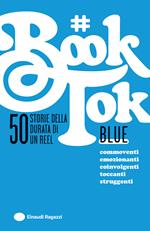 #
BOOK
TOK
50
STORIE DELLA
DURATA DI
UN REEL
BLUE
commoventi
emozionanti
coinvolgenti
toccanti
struggenti
Einaudi Ragazzi